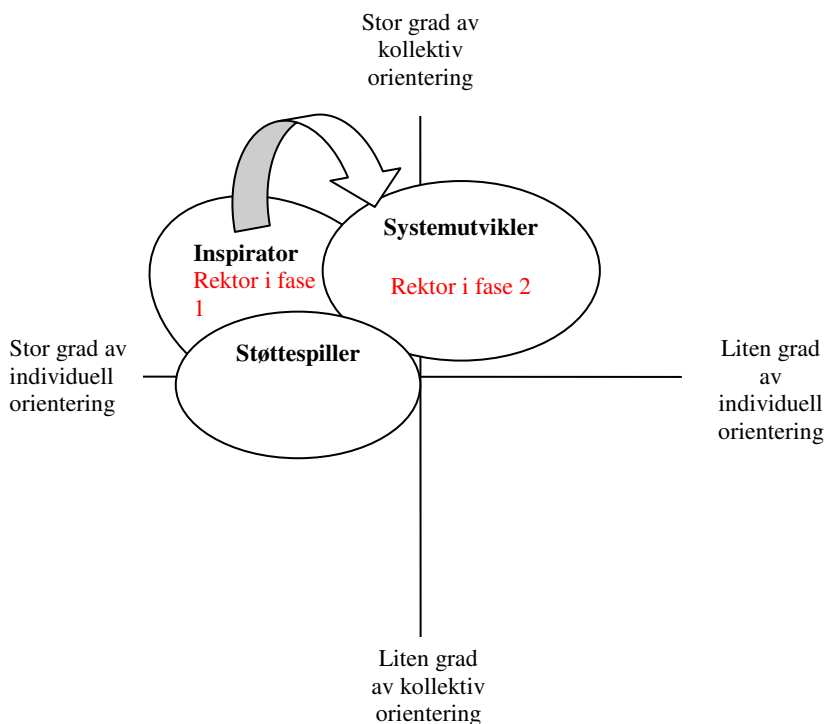 Stor grad av
kollektiv
orientering
Systemutvikler
Inspirator
Rektor i fase
1
Rektor i fase 2
Støttespiller
Stor grad av
individuell
orientering
Liten grad
av
individuell
orientering
Liten grad
av kollektiv
orientering